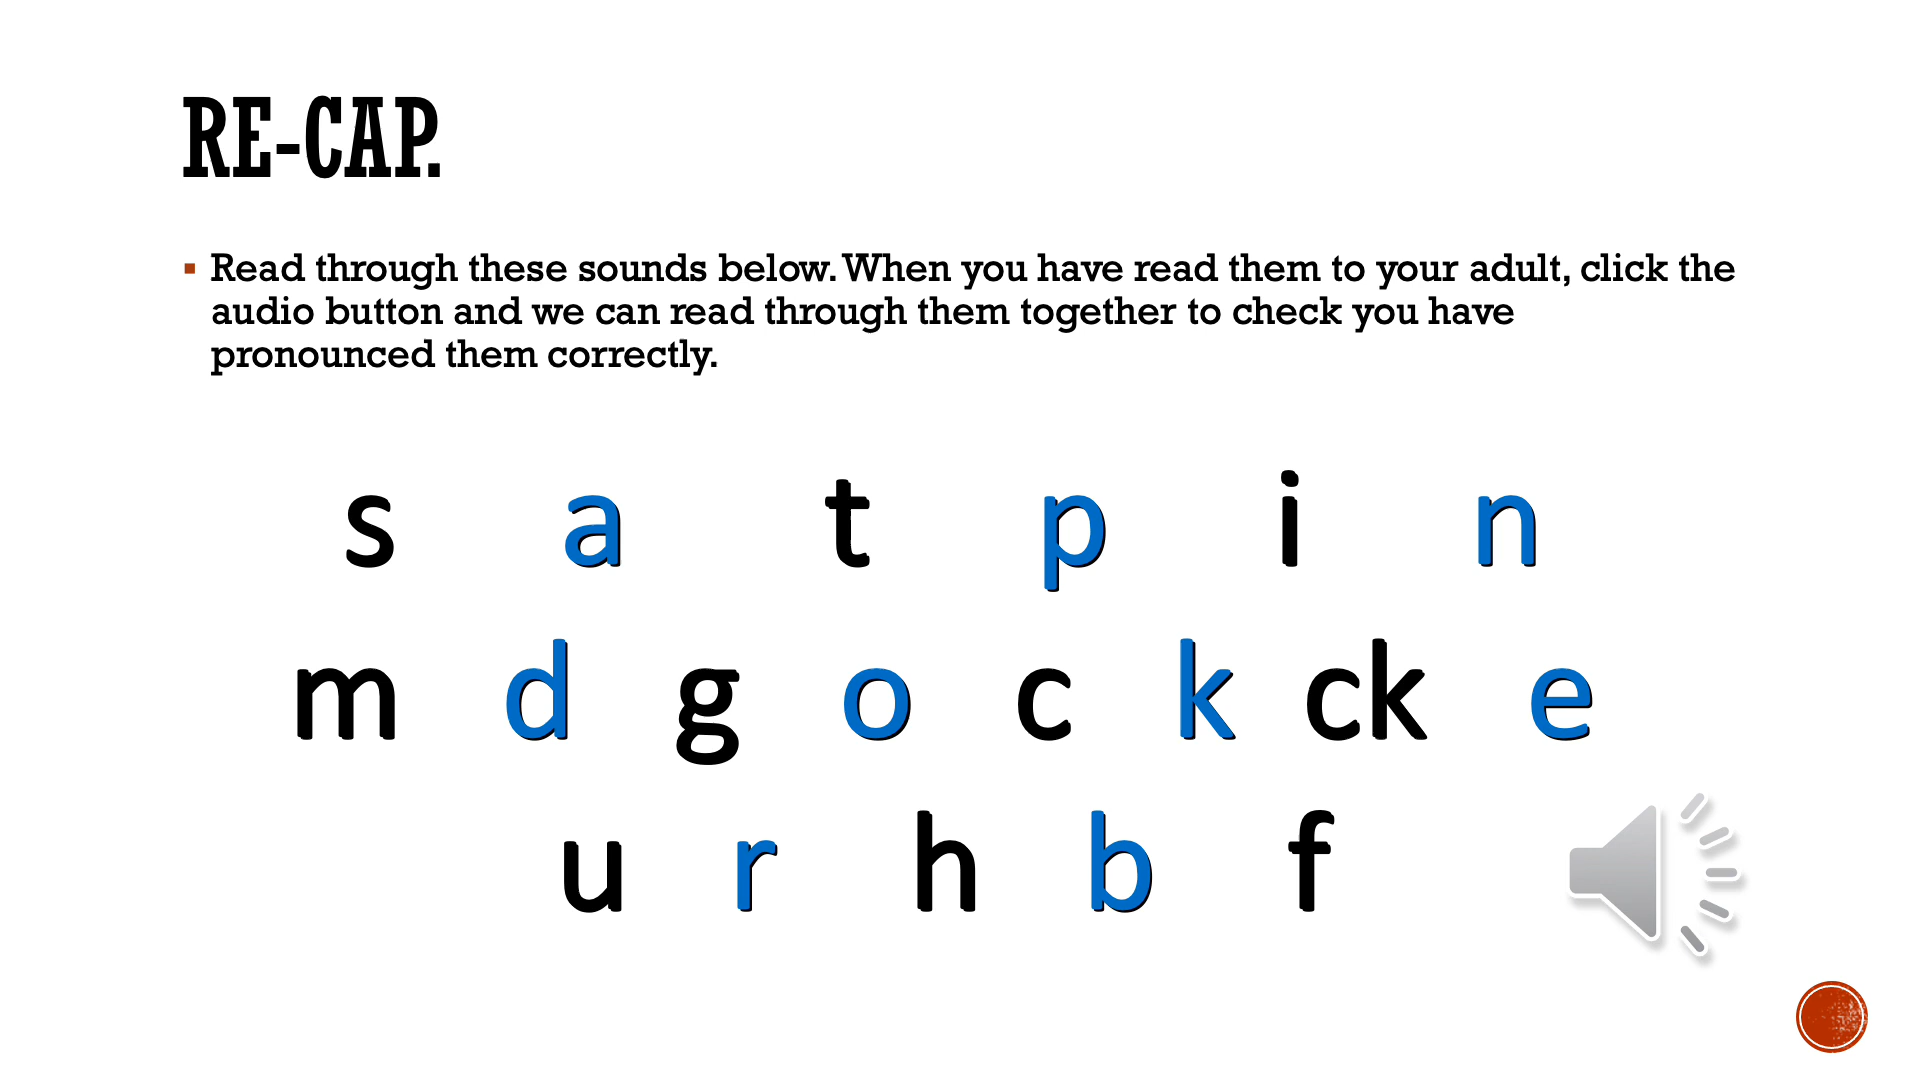 RE-CAP.
▪ Read through these sounds below. When you have read them to your adult, click the
audio button and we can read through them together to check you have
pronounced them correctly.
s a t p i n
m d g o c k ck e
u r h b f